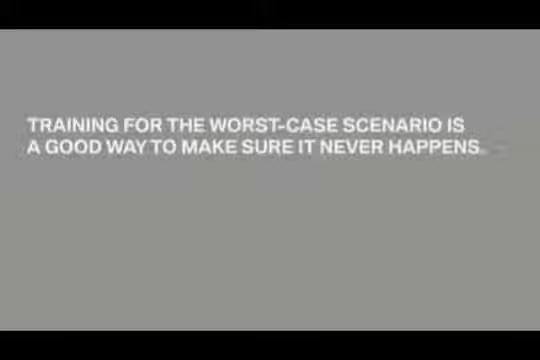 TRAINING FOR THE WORST-CASE SCENARIO IS
A GOOD WAY TO MAKE SURE IT NEVER HAPPENS.